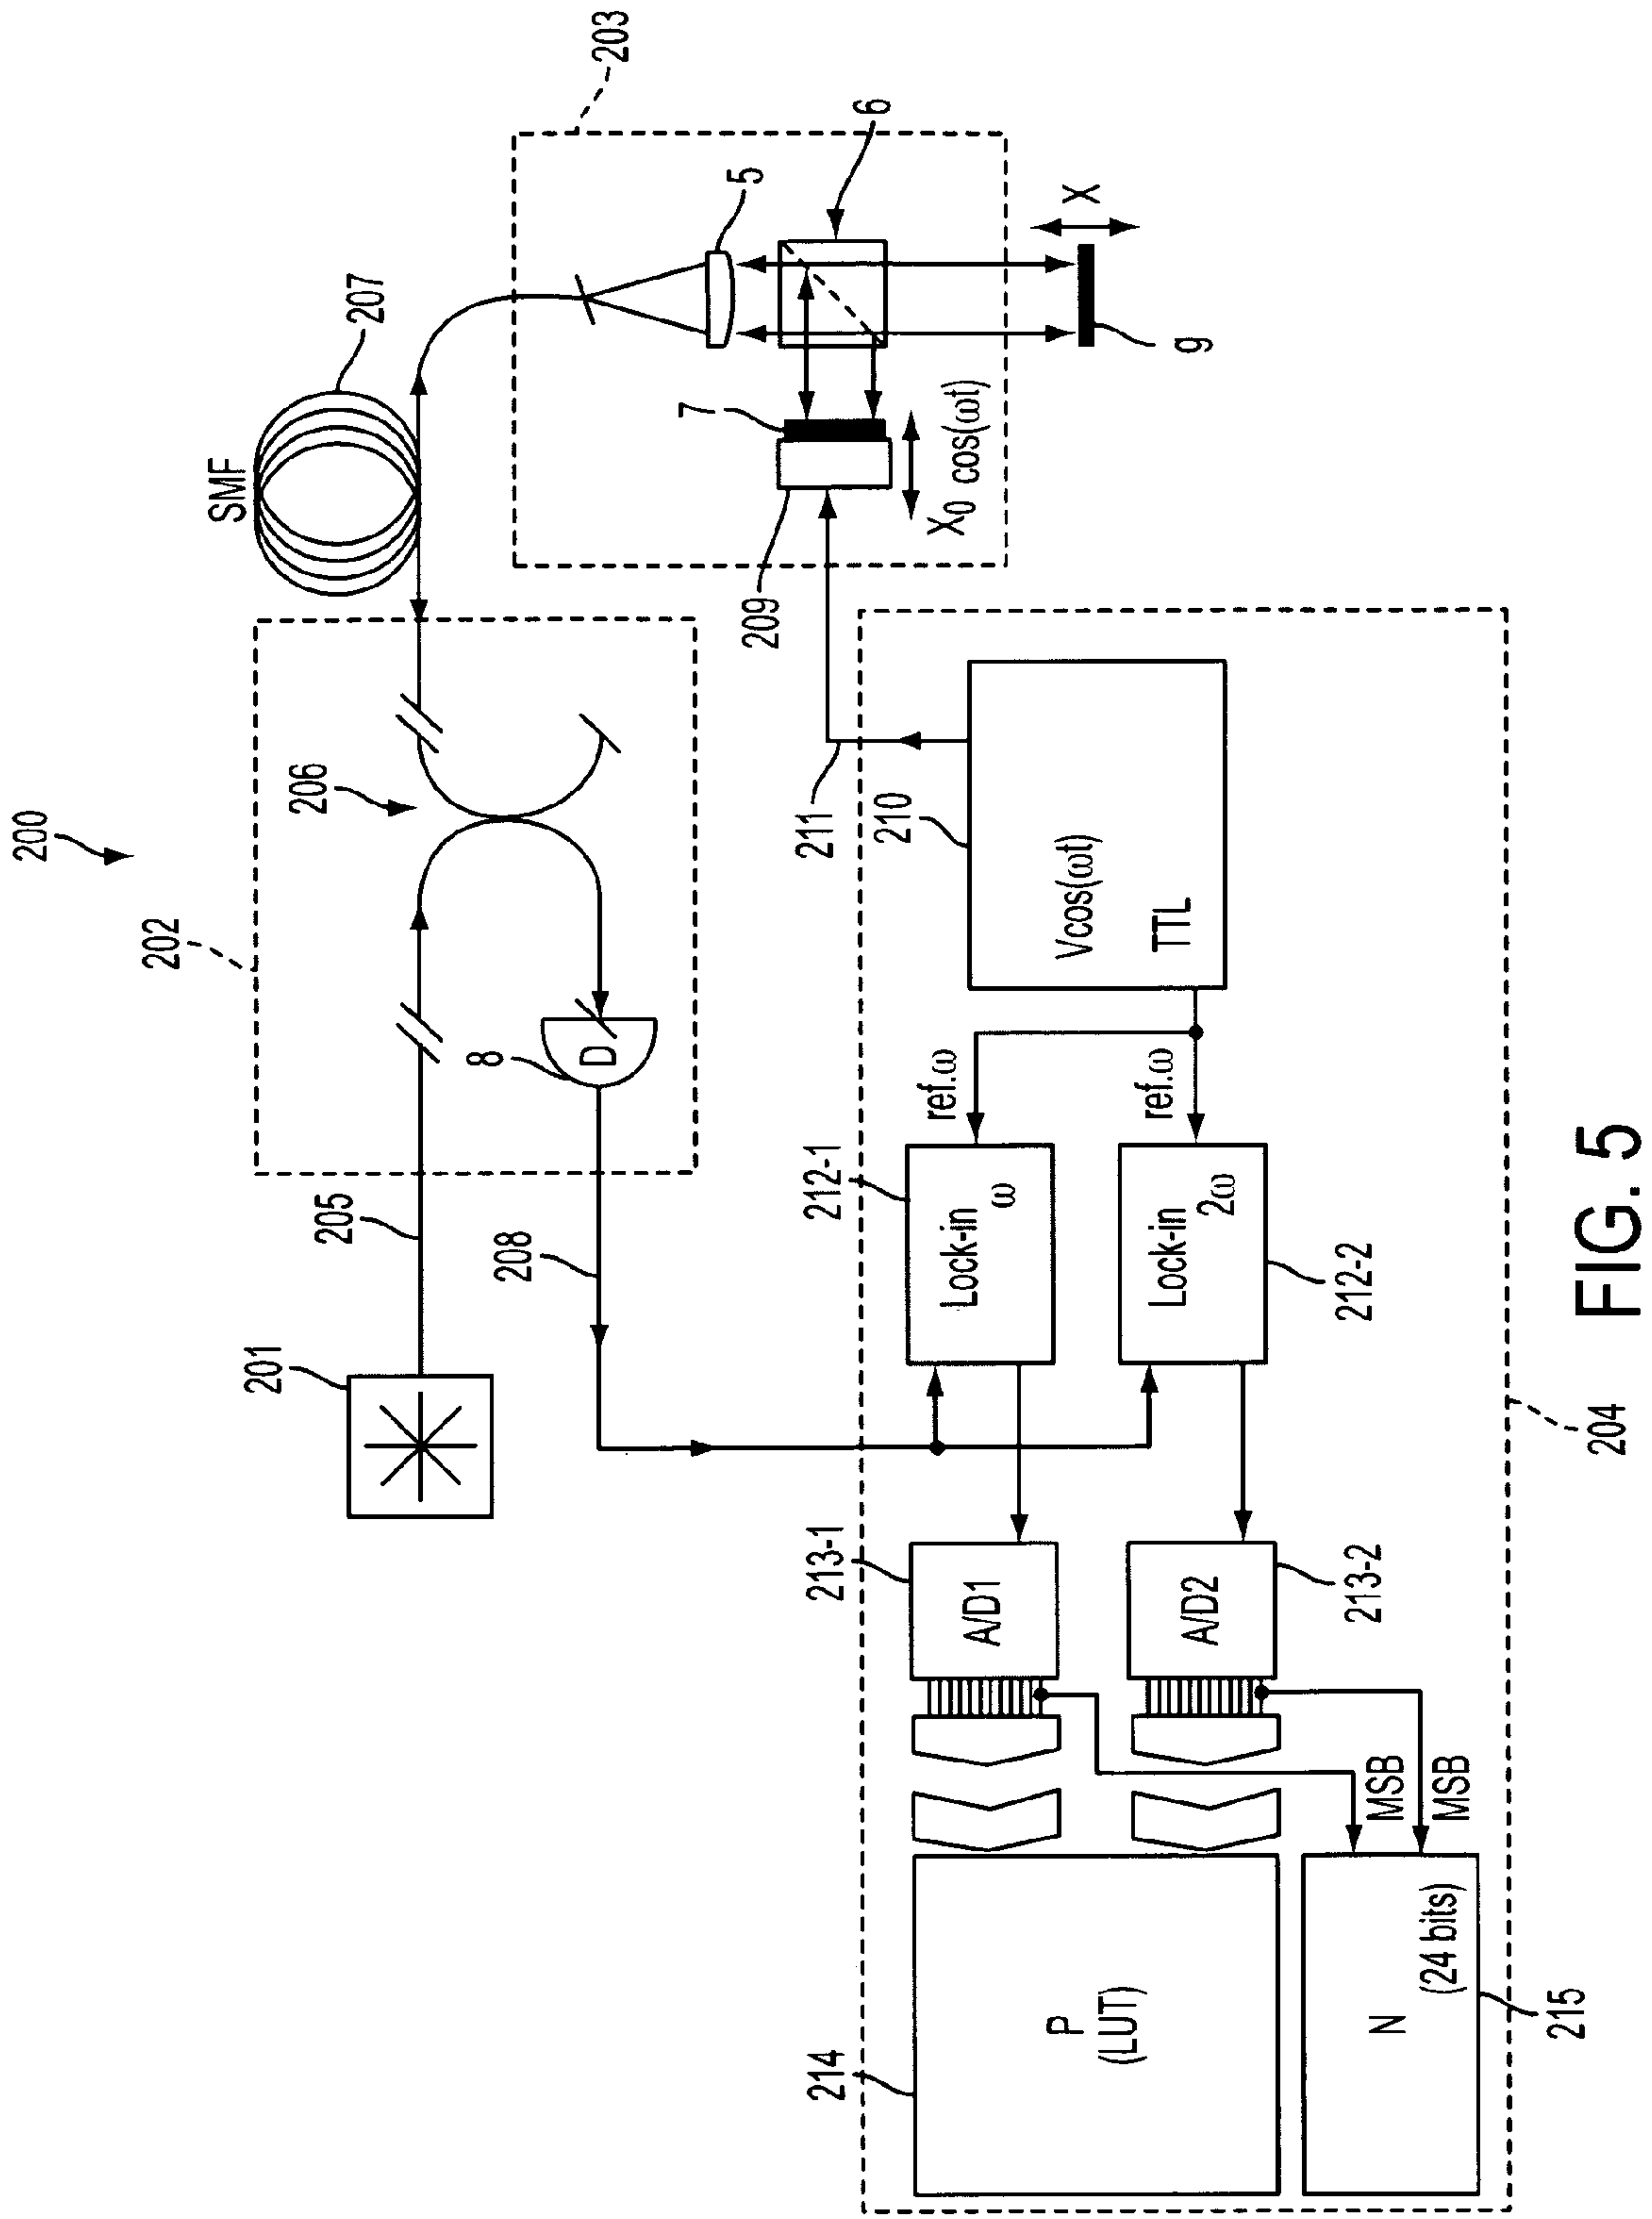 200
202
206
SMF
207
203
201
205
208
8
D
5
6
7
209
X₀ cos(ωt)
X
9
211
210
Vcos(ωt)
TTL
ref.ω
ref.ω
212-1
Lock-in
ω
Lock-in
2ω
212-2
213-1
A/D1
A/D2
213-2
MSB
MSB
214
P
(LUT)
N
(24 bits)
215
204
FIG. 5